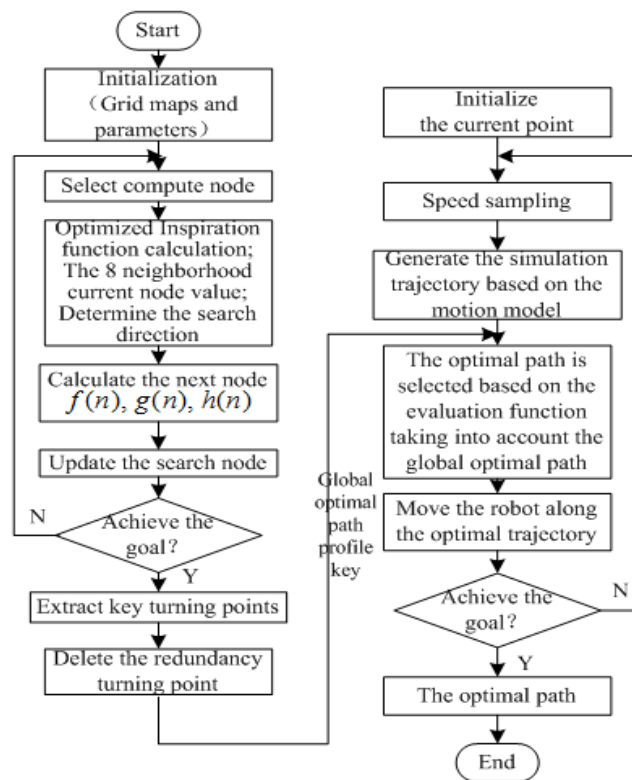 Start
Initialization
（Grid maps and
parameters）
Select compute node
Optimized Inspiration
function calculation;
The 8 neighborhood
current node value;
Determine the search
direction
Calculate the next node
f(n), g(n), h(n)
Update the search node
N
Achieve the
goal?
Y
Extract key turning points
Delete the redundancy
turning point
Global
optimal
path
profile
key
Initialize
the current point
Speed sampling
Generate the simulation
trajectory based on the
motion model
The optimal path is
selected based on the
evaluation function
taking into account the
global optimal path
Move the robot along
the optimal trajectory
N
Achieve the
goal?
Y
The optimal path
End